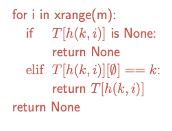 for i in xrange(m):
if T[h(k,i)] is None:
return None
elif T[h(k,i)][∅] == k:
return T[h(k,i)]
return None